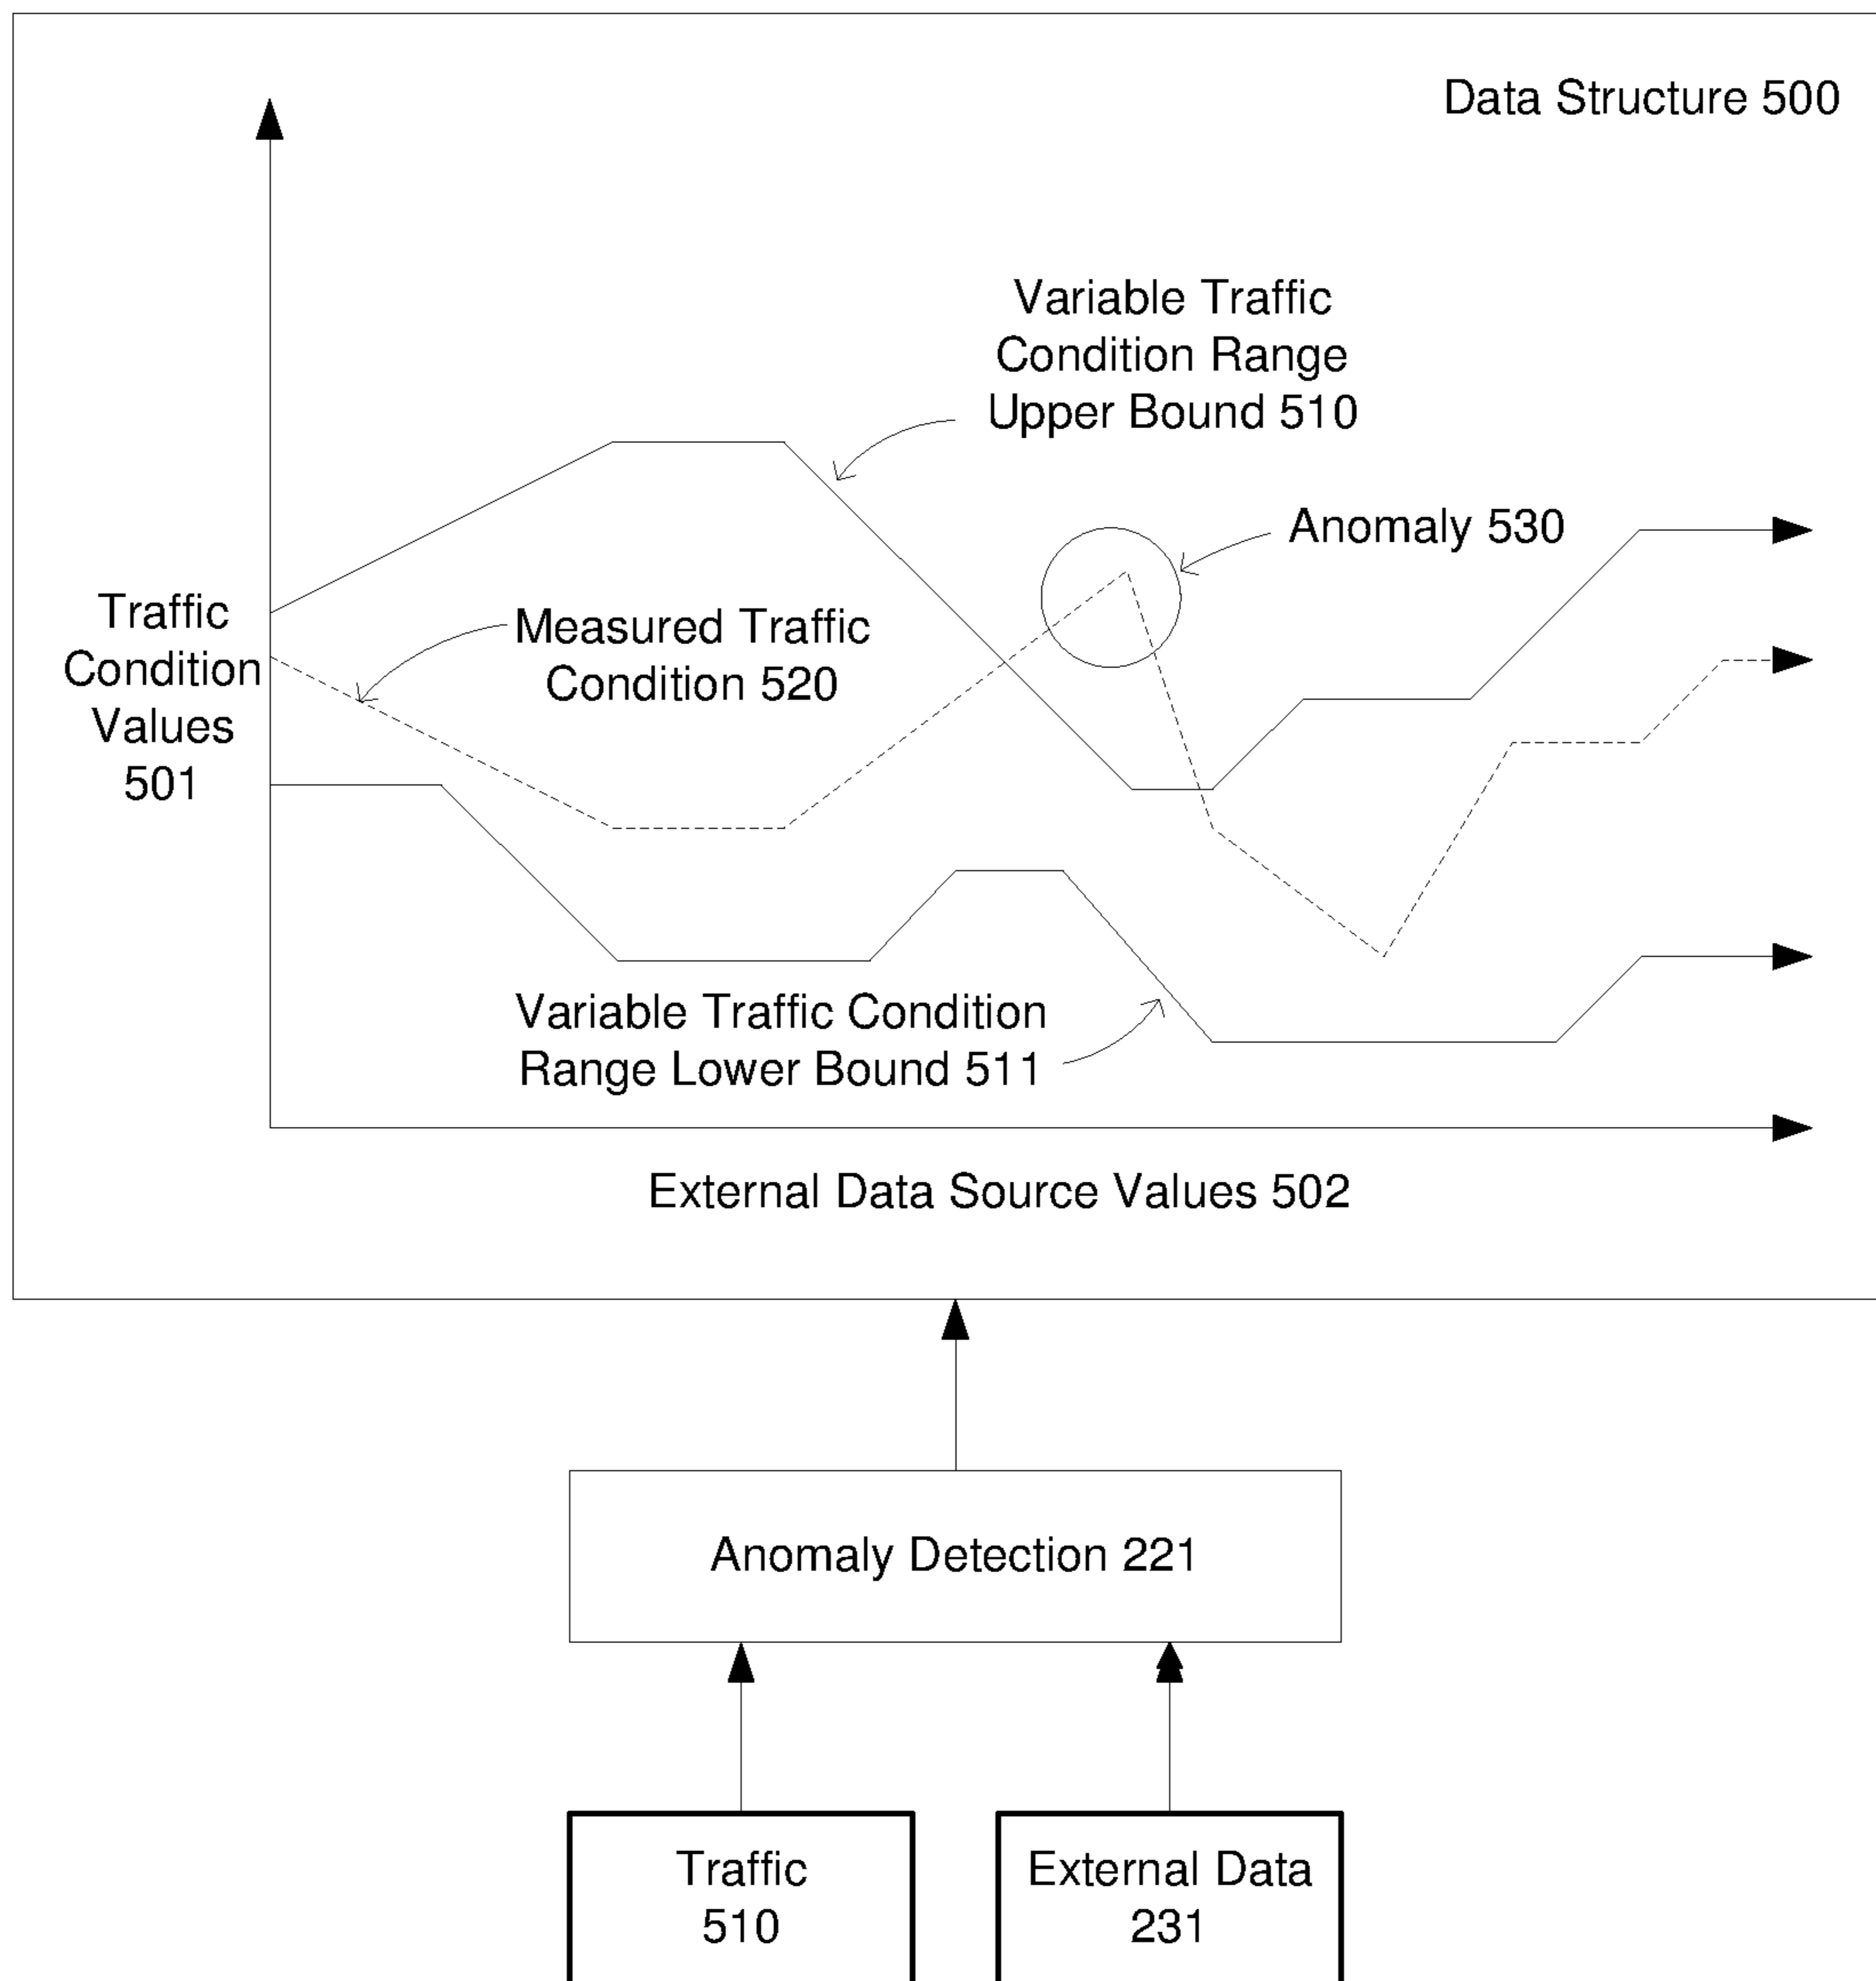 Data Structure 500
Variable Traffic
Condition Range
Upper Bound 510
Anomaly 530
Traffic
Condition
Values
501
Measured Traffic
Condition 520
Variable Traffic Condition
Range Lower Bound 511
External Data Source Values 502
Anomaly Detection 221
Traffic
510
External Data
231